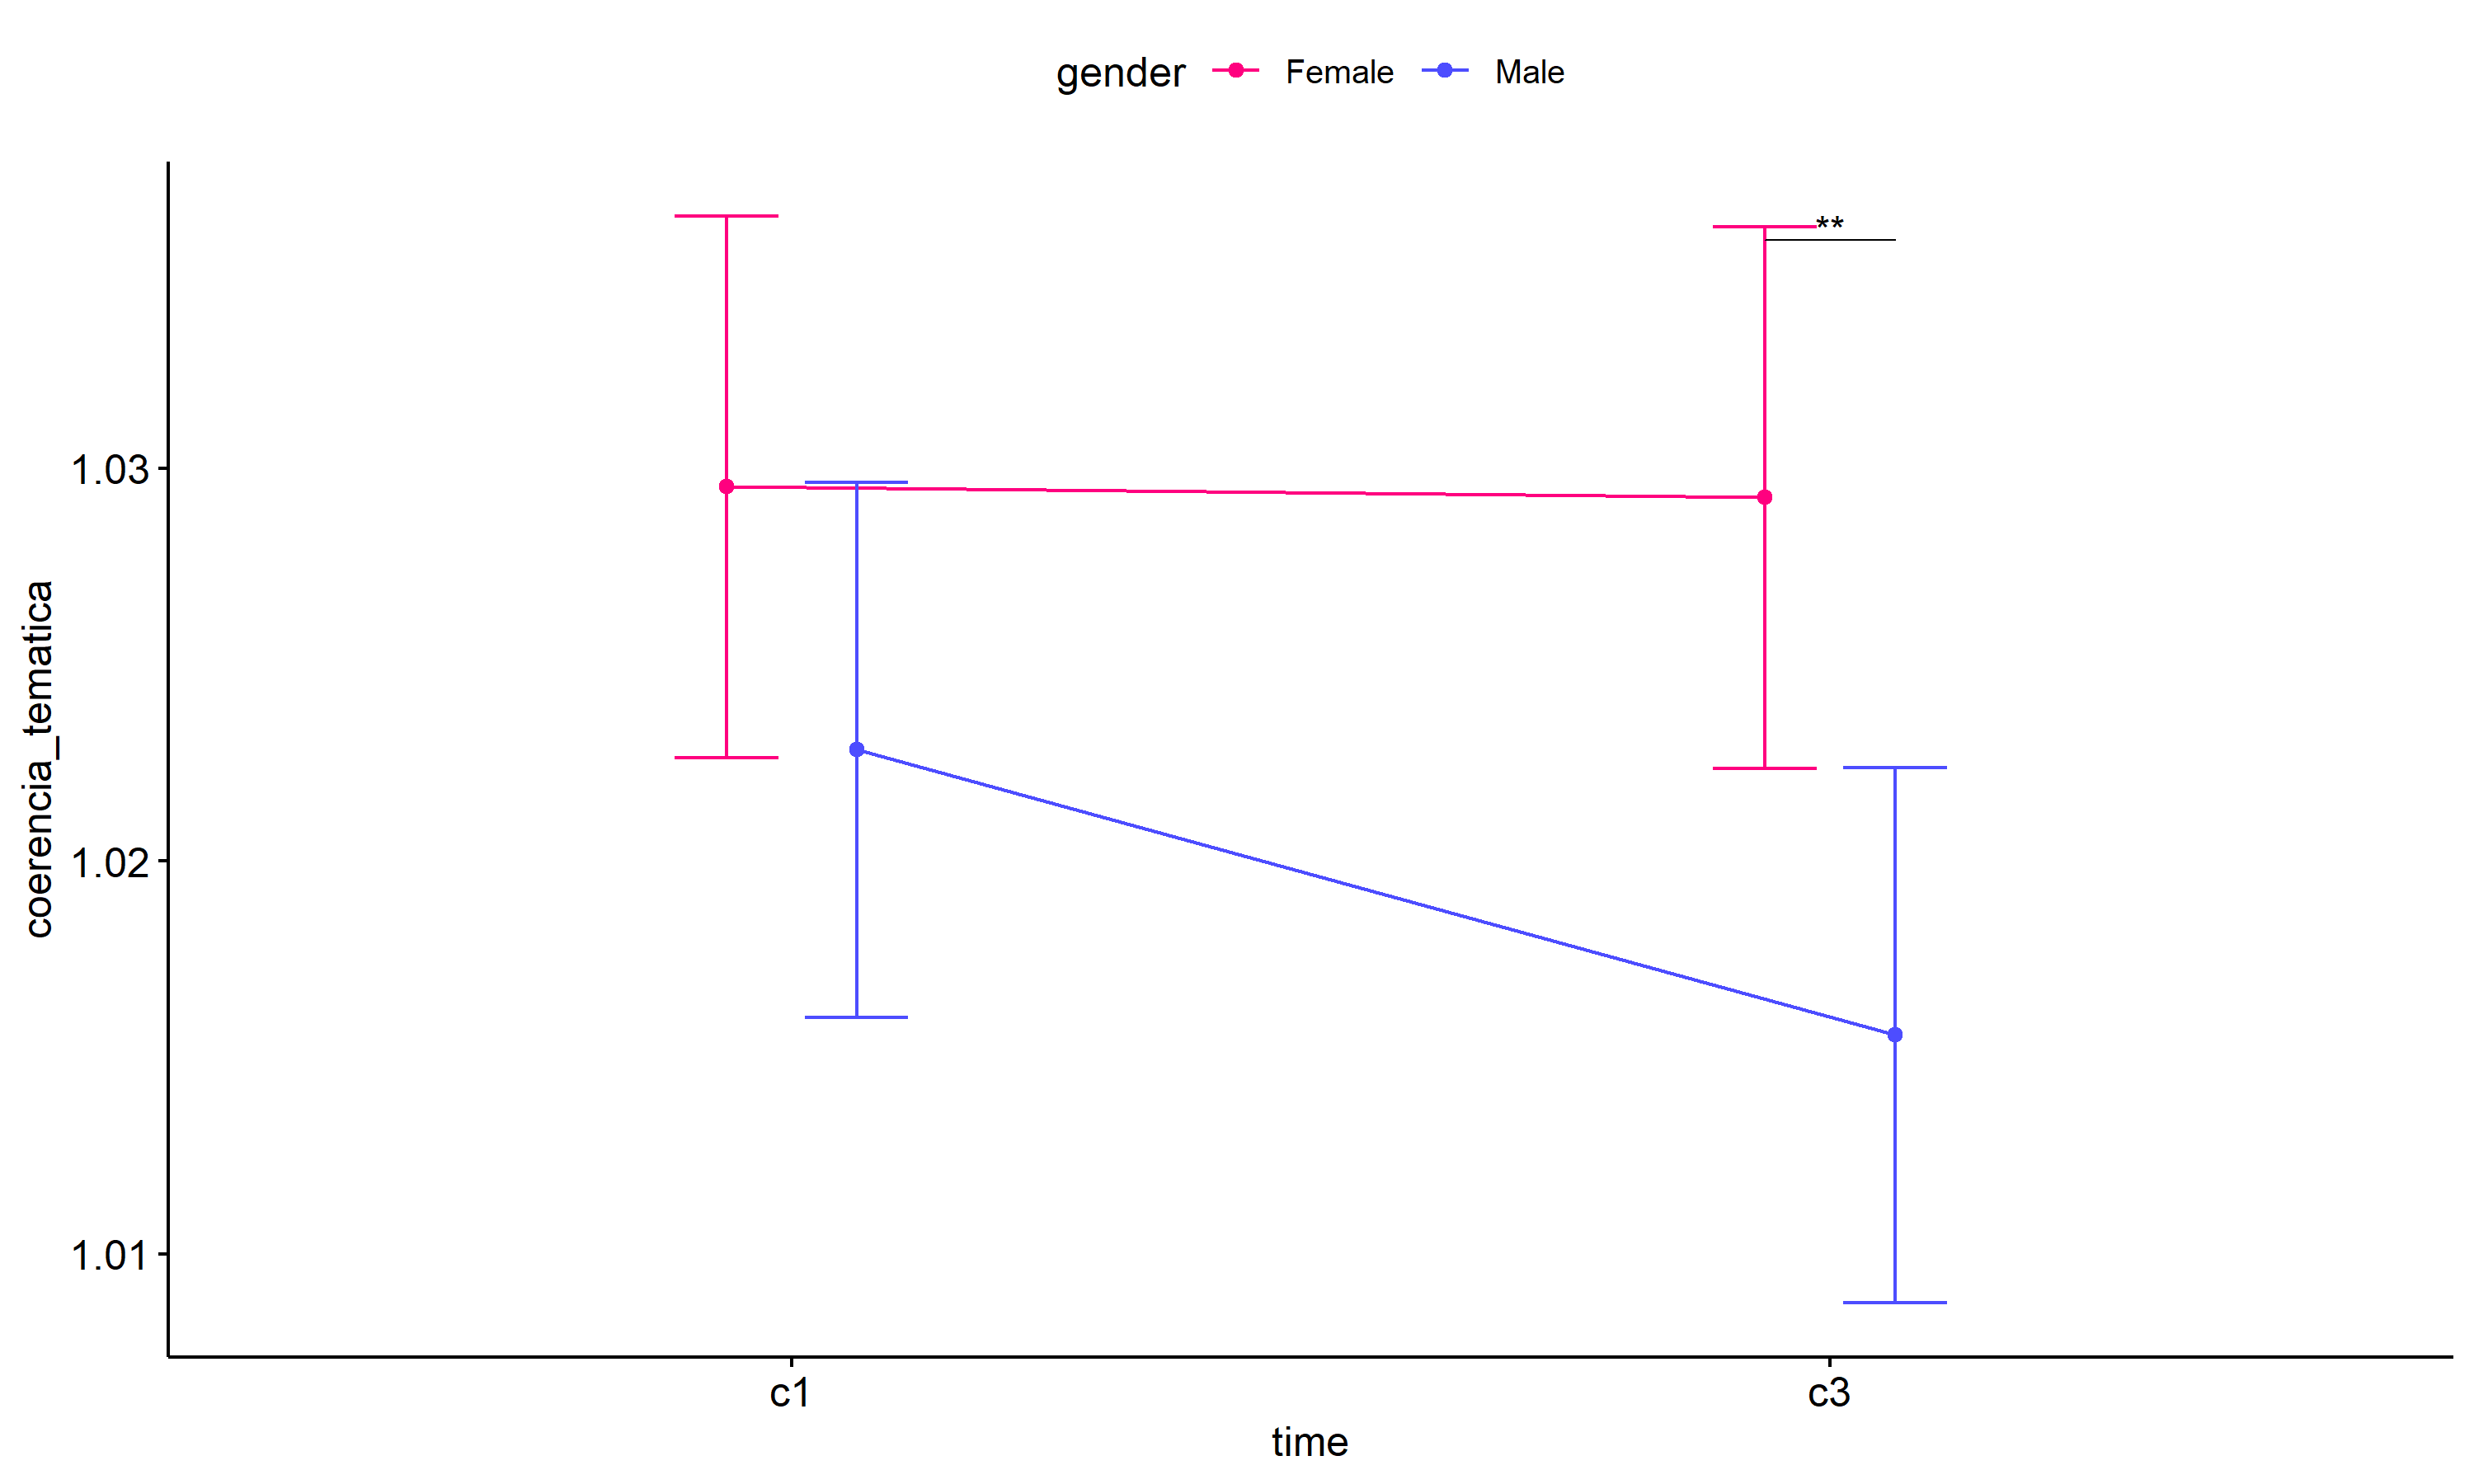 gender Female Male
**
1.03
1.02
1.01
coerencia_tematica
c1 c3
time